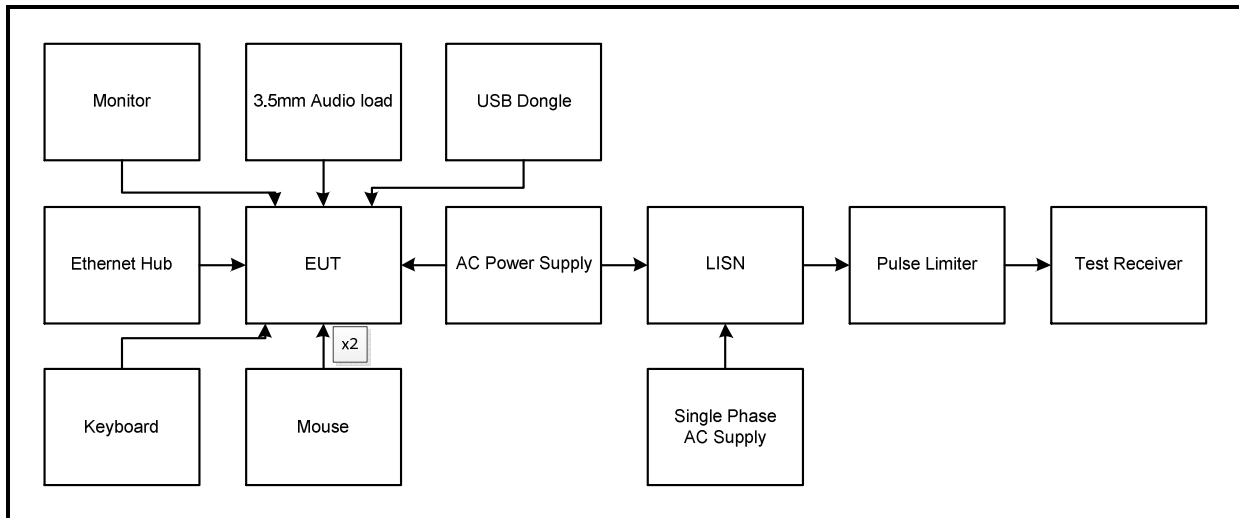 Monitor
3.5mm Audio load
USB Dongle
Ethernet Hub
EUT
AC Power Supply
LISN
Pulse Limiter
Test Receiver
x2
Keyboard
Mouse
Single Phase
AC Supply